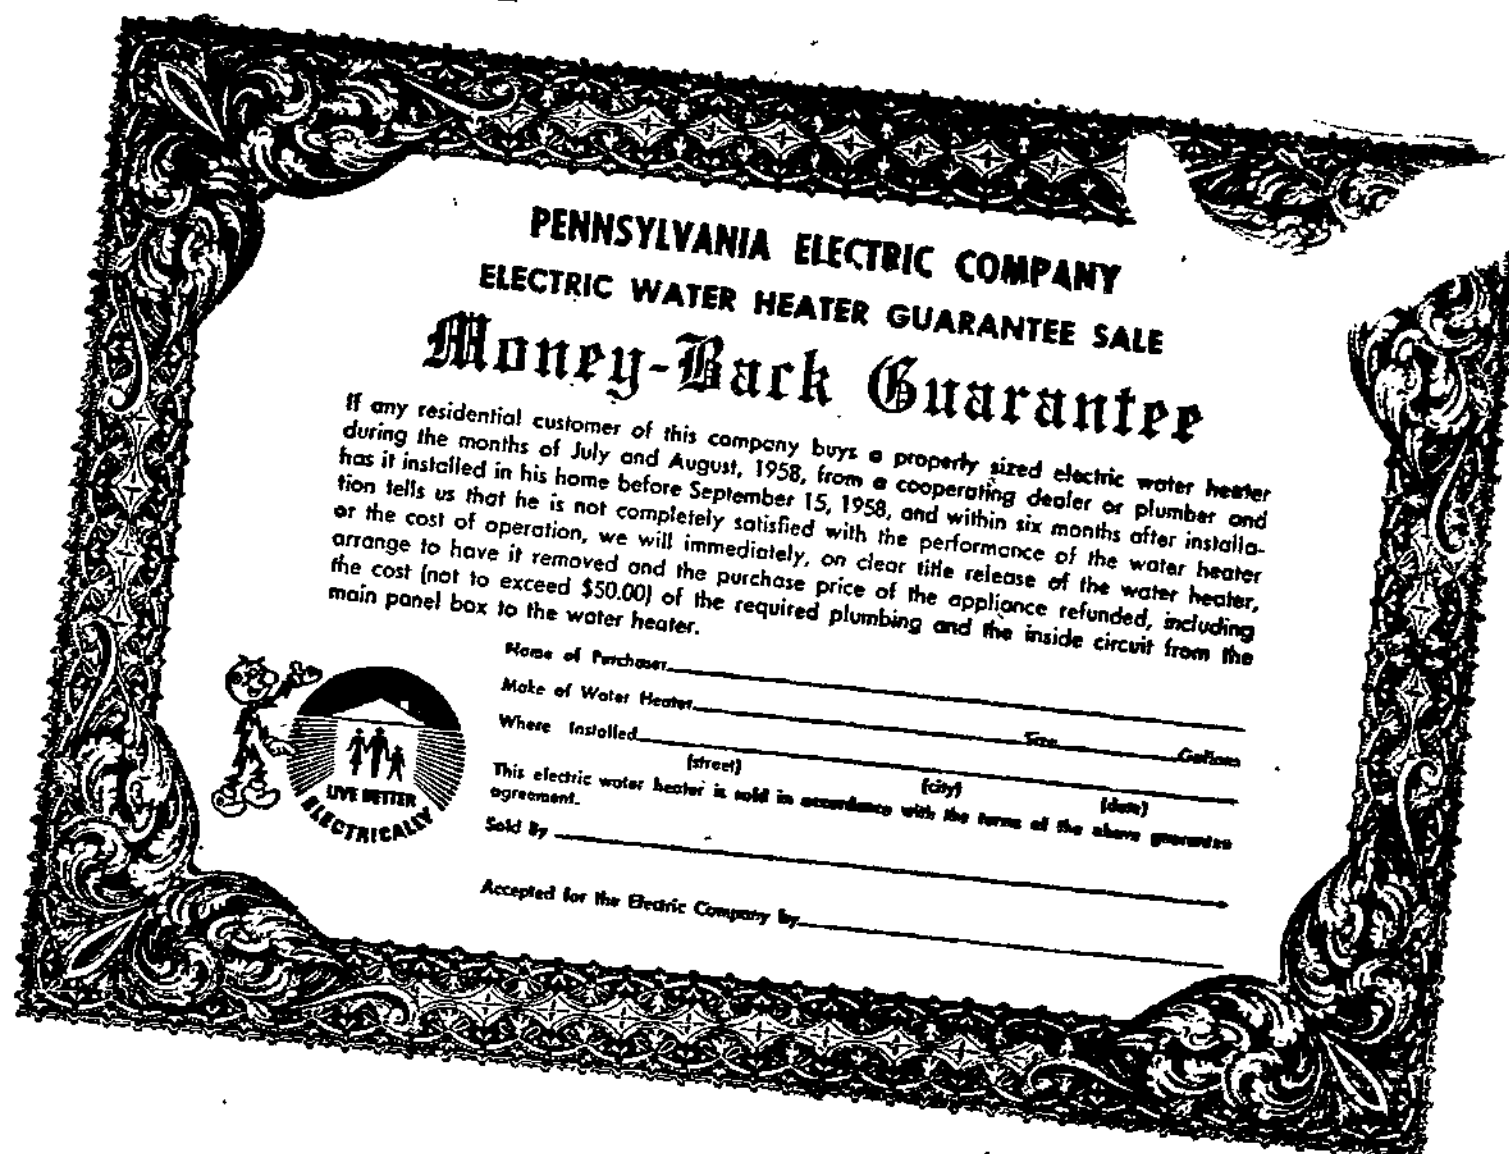 PENNSYLVANIA ELECTRIC COMPANY
ELECTRIC WATER HEATER GUARANTEE SALE
Money-Back Guarantee
If any residential customer of this company buys a properly sized electric water heater
during the months of July and August, 1958, from a cooperating dealer or plumber and
has it installed in his home before September 15, 1958, and within six months after installa-
tion tells us that he is not completely satisfied with the performance of the water heater
or the cost of operation, we will immediately, on clear title release of the water heater,
arrange to have it removed and the purchase price of the appliance refunded, including
the cost (not to exceed $50.00) of the required plumbing and the inside circuit from the
main panel box to the water heater.
Name of Purchaser
Make of Water Heater Size Gallons
Where Installed
(street) (city) (date)
This electric water heater is sold in accordance with the terms of the above guarantee
agreement.
Sold By
Accepted for the Electric Company by
LIVE BETTER
ELECTRICALLY